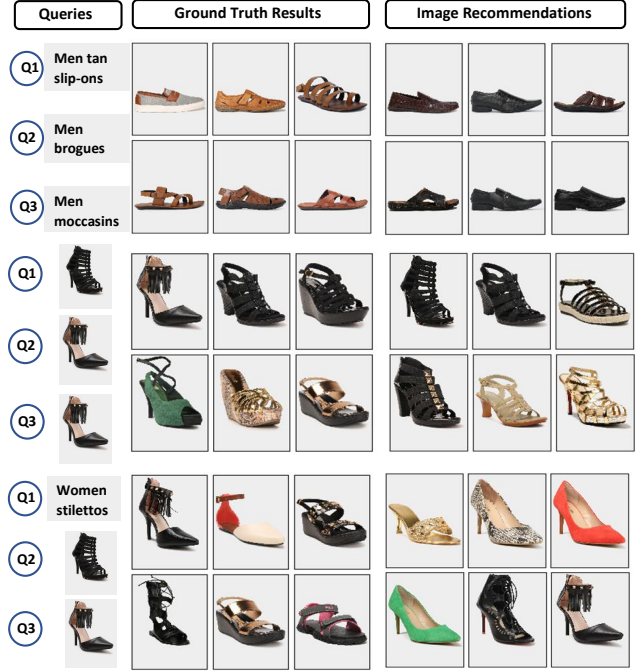 Queries
Ground Truth Results
Image Recommendations
Q1
Men tan
slip-ons
Q2
Men
brogues
Q3
Men
moccasins
Q1
Q2
Q3
Q1
Women
stilettos
Q2
Q3